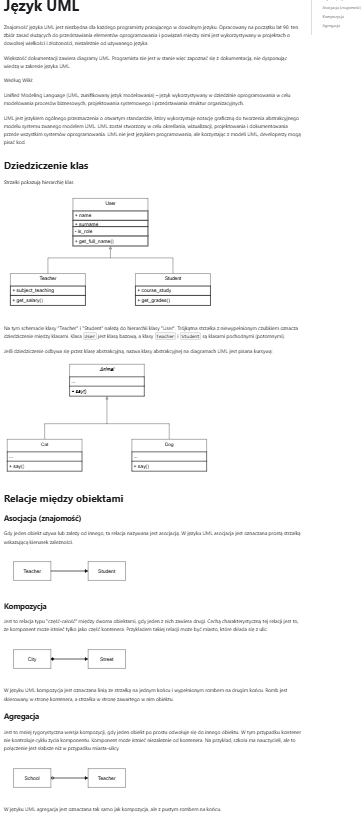 Język UML
Asocjacja (znajomość)
Kompozycja
Agregacja
Znajomość języka UML jest niezbędna dla każdego programisty pracującego w dowolnym języku. Opracowany na początku lat 90. ten
zbiór zasad służących do przedstawiania elementów oprogramowania i powiązań między nimi jest wykorzystywany w projektach o
dowolnej wielkości i złożoności, niezależnie od używanego języka.
Większość dokumentacji zawiera diagramy UML. Programista nie jest w stanie więc zapoznać się z dokumentacją, nie dysponując
wiedzą w zakresie języka UML.
Według Wiki:
Unified Modeling Language (UML, zunifikowany język modelowania) – język wykorzystywany w dziedzinie oprogramowania w celu
modelowania procesów biznesowych, projektowania systemowego i przedstawiania struktur organizacyjnych.
UML jest językiem ogólnego przeznaczenia o otwartym standardzie, który wykorzystuje notację graficzną do tworzenia abstrakcyjnego
modelu systemu zwanego modelem UML. UML został stworzony w celu określania, wizualizacji, projektowania i dokumentowania
przede wszystkim systemów oprogramowania. UML nie jest językiem programowania, ale korzystając z modeli UML, deweloperzy mogą
pisać kod.
Dziedziczenie klas
Strzałki pokazują hierarchię klas
User
+ name
+ surname
- is_role
+ get_full_name()
Teacher
+ subject_teaching
+ get_salary()
Student
+ course_study
+ get_grades()
Na tym schemacie klasy "Teacher" i "Student" należą do hierarchii klasy "User". Trójkątna strzałka z niewypełnionym czubkiem oznacza
dziedziczenie między klasami. Klasa User jest klasą bazową, a klasy Teacher i Student są klasami pochodnymi (potomnymi).
Jeśli dziedziczenie odbywa się przez klasę abstrakcyjną, nazwa klasy abstrakcyjnej na diagramach UML jest pisana kursywą:
Animal
...
+ say()
Cat
...
+ say()
Dog
...
+ say()
Relacje między obiektami
Asocjacja (znajomość)
Gdy jeden obiekt używa lub zależy od innego, ta relacja nazywana jest asocjacją. W języku UML asocjacja jest oznaczana prostą strzałką
wskazującą kierunek zależności.
Teacher
Student
Kompozycja
Jest to relacja typu "część-całość" między dwoma obiektami, gdy jeden z nich zawiera drugi. Cechą charakterystyczną tej relacji jest to,
że komponent może istnieć tylko jako część kontenera. Przykładem takiej relacji może być miasto, które składa się z ulic:
City
Street
W języku UML kompozycja jest oznaczana linią ze strzałką na jednym końcu i wypełnionym rombem na drugim końcu. Romb jest
skierowany w stronę kontenera, a strzałka w stronę zawartego w nim obiektu.
Agregacja
Jest to mniej rygorystyczna wersja kompozycji, gdy jeden obiekt po prostu odwołuje się do innego obiektu. W tym przypadku kontener
nie kontroluje cyklu życia komponentu. Komponent może istnieć niezależnie od kontenera. Na przykład, szkoła ma nauczycieli, ale to
połączenie jest słabsze niż w przypadku miasta-ulicy.
School
Teacher
W języku UML agregacja jest oznaczana tak samo jak kompozycja, ale z pustym rombem na końcu.